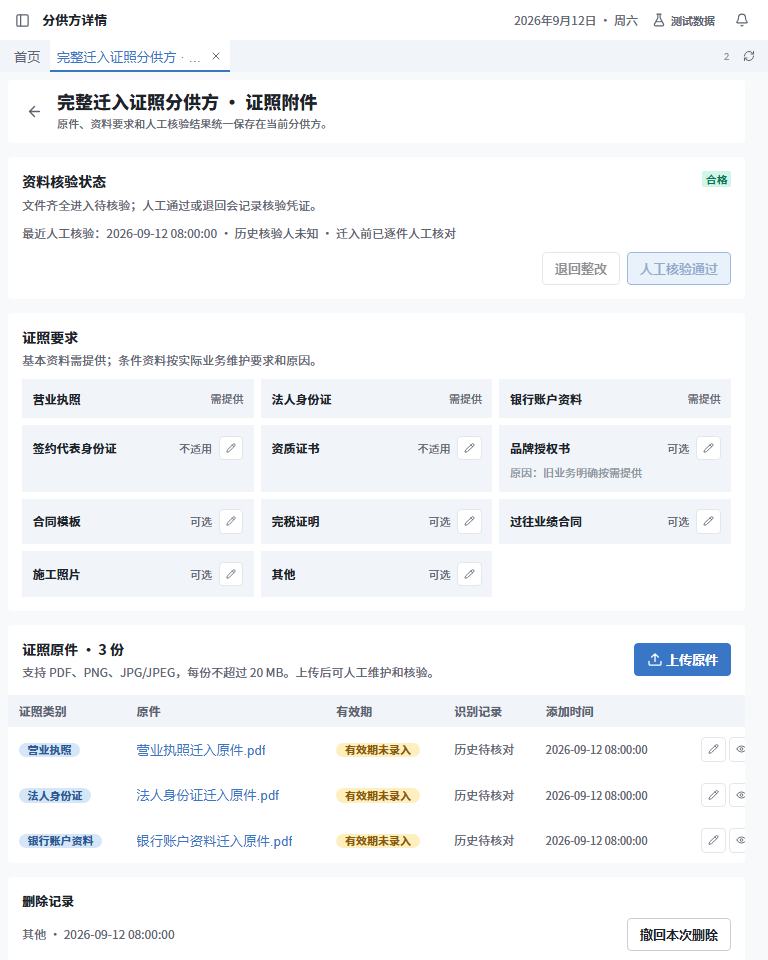 分供方详情
2026年9月12日 • 周六
测试数据
首页
完整迁入证照分供方 · …
2
完整迁入证照分供方 • 证照附件
原件、资料要求和人工核验结果统一保存在当前分供方。
资料核验状态
合格
文件齐全进入待核验；人工通过或退回会记录核验凭证。
最近人工核验：2026-09-12 08:00:00 • 历史核验人未知 • 迁入前已逐件人工核对
退回整改
人工核验通过
证照要求
基本资料需提供；条件资料按实际业务维护要求和原因。
营业执照 需提供
法人身份证 需提供
银行账户资料 需提供
签约代表身份证 不适用
资质证书 不适用
品牌授权书 可选
原因：旧业务明确按需提供
合同模板 可选
完税证明 可选
过往业绩合同 可选
施工照片 可选
其他 可选
证照原件 • 3 份
支持 PDF、PNG、JPG/JPEG，每份不超过 20 MB。上传后可人工维护和核验。
上传原件
证照类别 原件 有效期 识别记录 添加时间
营业执照 营业执照迁入原件.pdf 有效期未录入 历史待核对 2026-09-12 08:00:00
法人身份证 法人身份证迁入原件.pdf 有效期未录入 历史待核对 2026-09-12 08:00:00
银行账户资料 银行账户资料迁入原件.pdf 有效期未录入 历史待核对 2026-09-12 08:00:00
删除记录
其他 • 2026-09-12 08:00:00
撤回本次删除